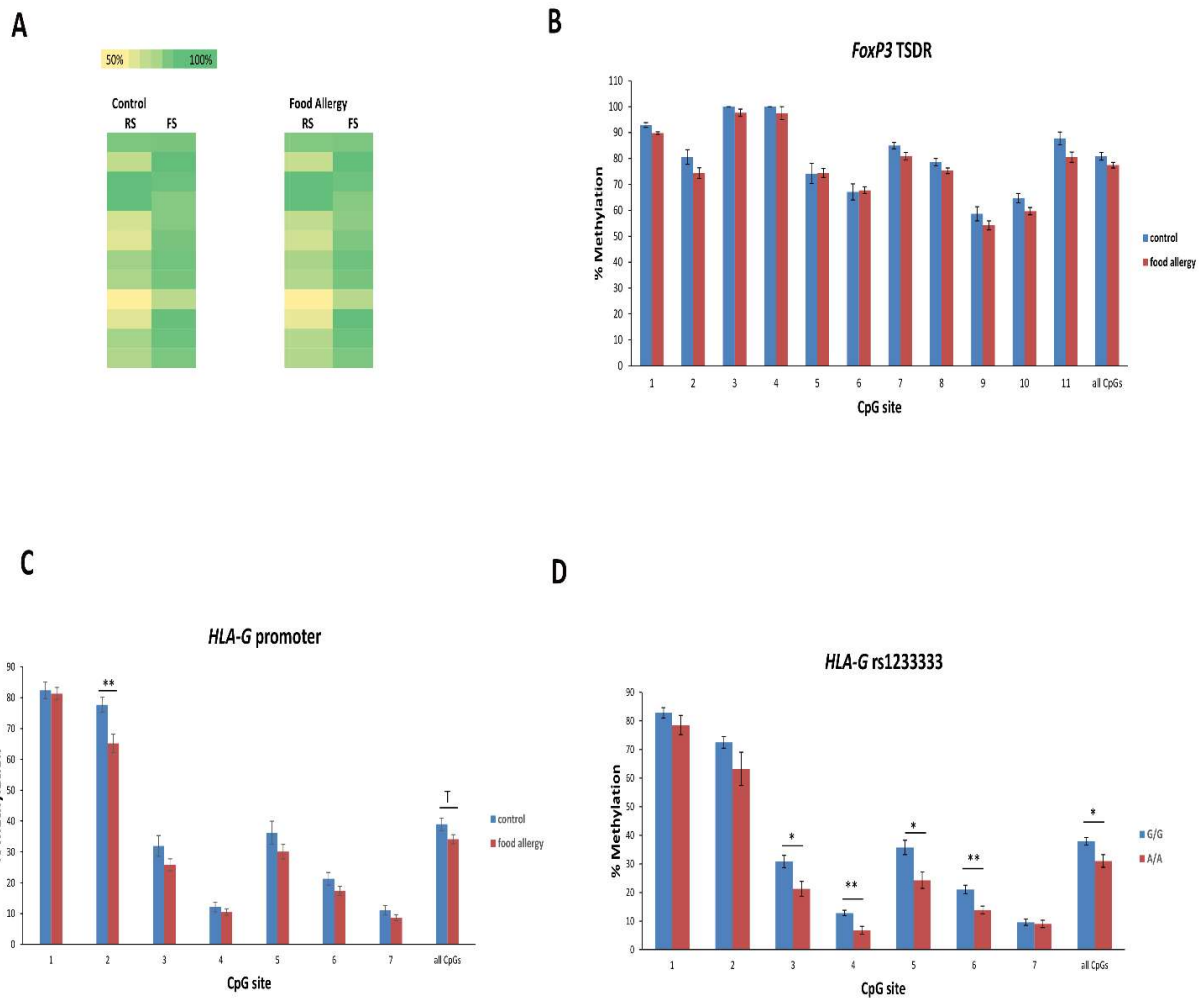 A
50% 100%
Control
RS FS
Food Allergy
RS FS
B
FoxP3 TSDR
% Methylation
110
100
90
80
70
60
50
40
30
20
10
0
1 2 3 4 5 6 7 8 9 10 11 all CpGs
CpG site
control
food allergy
C
HLA-G promoter
90
80
70
60
50
40
30
20
10
0
**
T
1 2 3 4 5 6 7 all CpGs
CpG site
control
food allergy
D
HLA-G rs1233333
% Methylation
90
80
70
60
50
40
30
20
10
0
* ** * ** *
1 2 3 4 5 6 7 all CpGs
CpG site
G/G
A/A